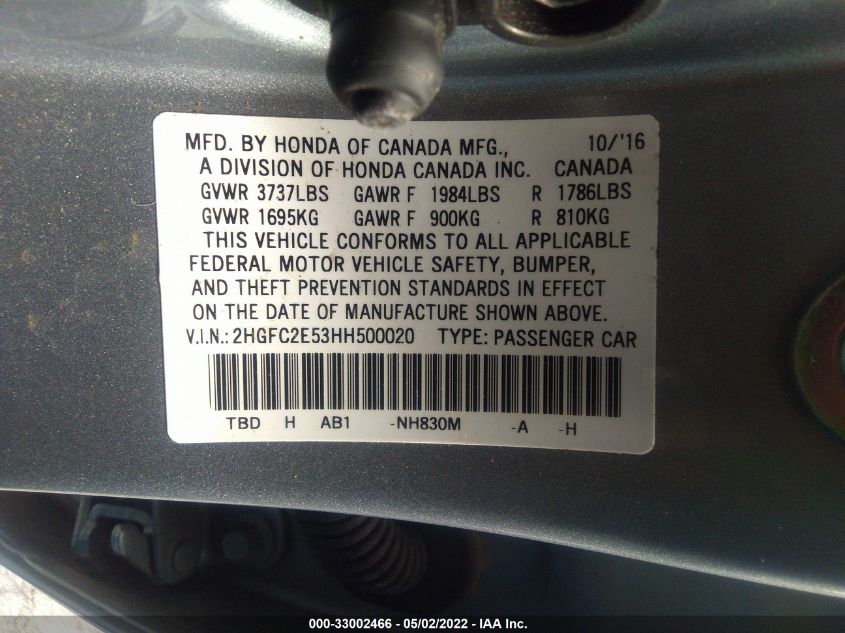 MFD. BY HONDA OF CANADA MFG., 10/'16
A DIVISION OF HONDA CANADA INC. CANADA
GVWR 3737LBS GAWR F 1984LBS R 1786LBS
GVWR 1695KG GAWR F 900KG R 810KG
THIS VEHICLE CONFORMS TO ALL APPLICABLE
FEDERAL MOTOR VEHICLE SAFETY, BUMPER,
AND THEFT PREVENTION STANDARDS IN EFFECT
ON THE DATE OF MANUFACTURE SHOWN ABOVE.
V.I.N.: 2HGFC2E53HH500020 TYPE: PASSENGER CAR
TBD H AB1 -NH830M -A -H
000-33002466 - 05/02/2022 - IAA Inc.